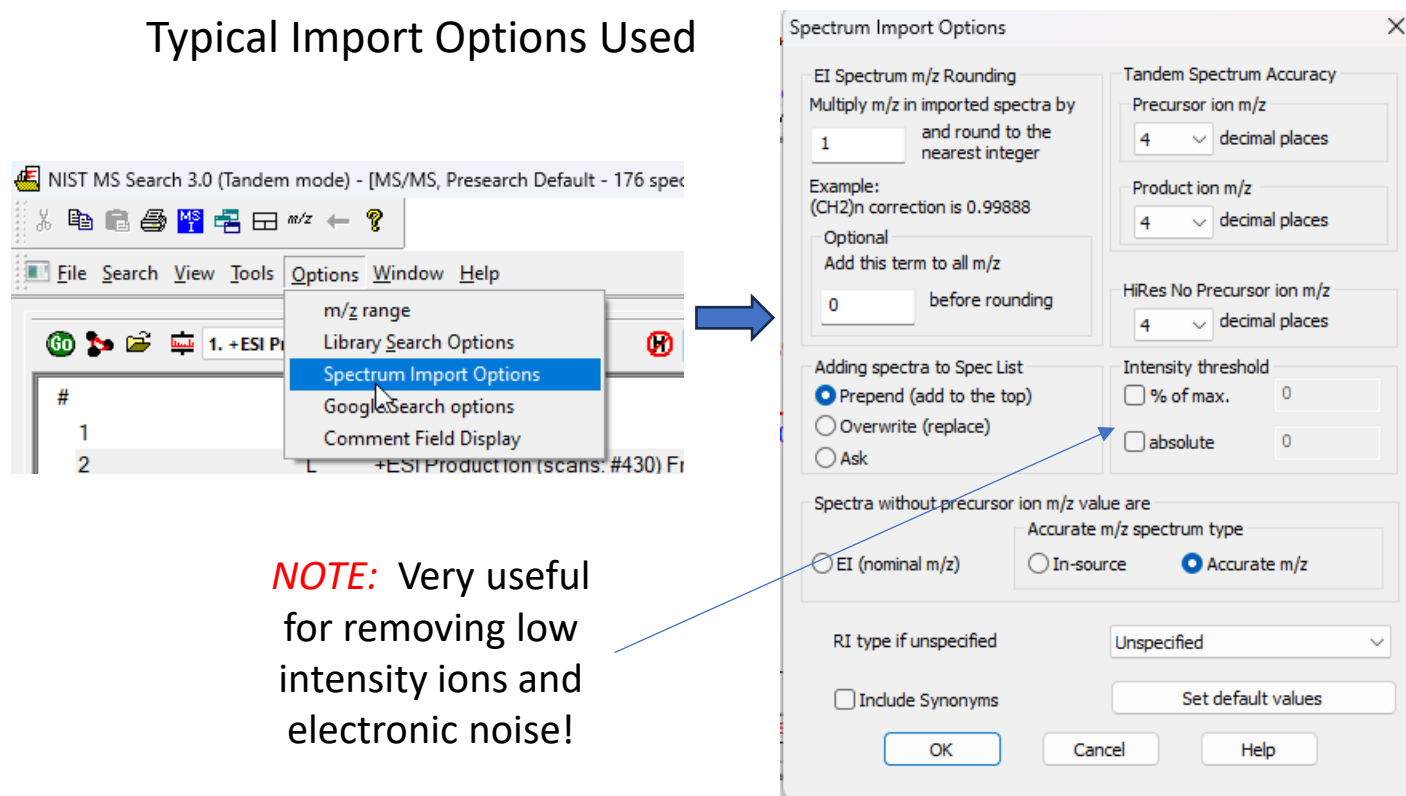 Typical Import Options Used
NIST MS Search 3.0 (Tandem mode) - [MS/MS, Presearch Default - 176 spec
MS
I
m/z
?
File Search View Tools Options Window Help
m/z range
Library Search Options
Spectrum Import Options
Google Search options
Comment Field Display
GO
1. +ESI P
H
#
1
2
L +ESI Product Ion (scans: #430) Fr
NOTE: Very useful
for removing low
intensity ions and
electronic noise!
Spectrum Import Options
EI Spectrum m/z Rounding
Multiply m/z in imported spectra by
1
and round to the
nearest integer
Example:
(CH2)n correction is 0.99888
Optional
Add this term to all m/z
0
before rounding
Tandem Spectrum Accuracy
Precursor ion m/z
4 decimal places
Product ion m/z
4 decimal places
HiRes No Precursor ion m/z
4 decimal places
Adding spectra to Spec List
Prepend (add to the top)
Overwrite (replace)
Ask
Intensity threshold
% of max. 0
absolute 0
Spectra without precursor ion m/z value are
Accurate m/z spectrum type
EI (nominal m/z)
In-source
Accurate m/z
RI type if unspecified
Unspecified
Include Synonyms
Set default values
OK
Cancel
Help